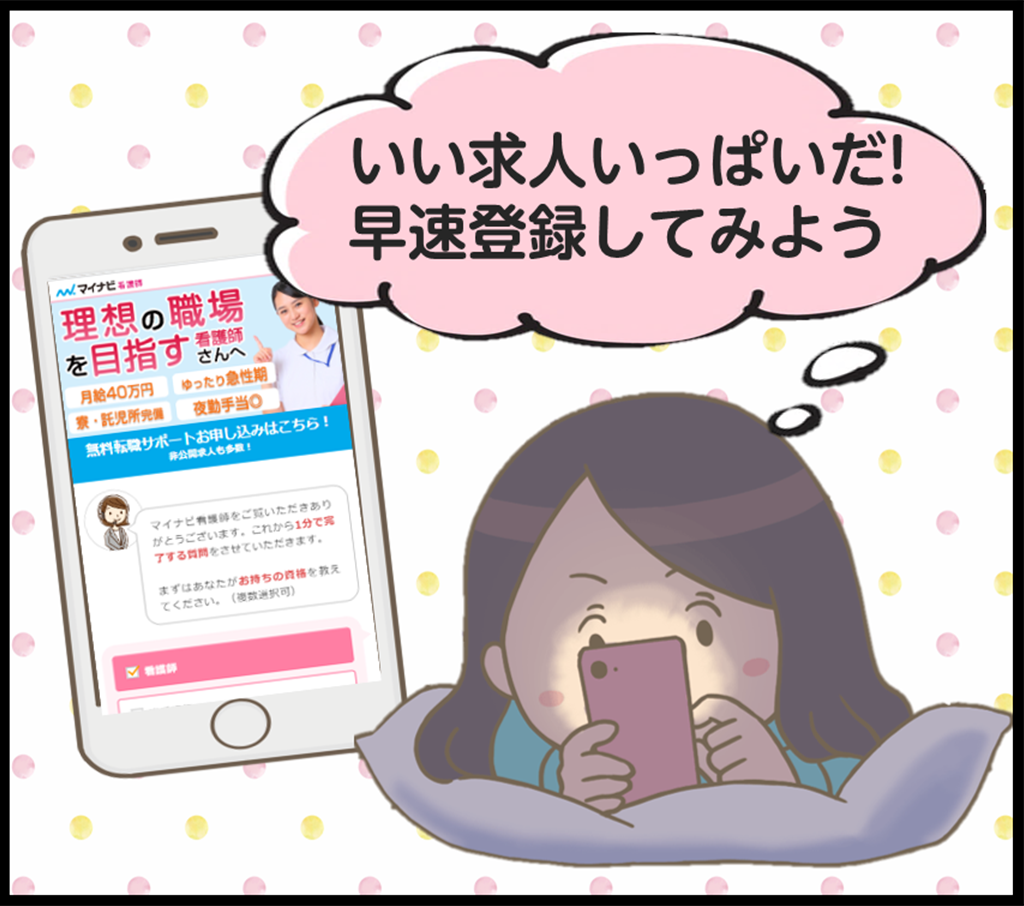 いい求人いっぱいだ!
早速登録してみよう
マイナビ看護師
理想の職場
を目指す看護師さんへ
月給40万円
ゆったり急性期
寮・託児所完備
夜勤手当◎
無料転職サポートお申し込みはこちら！
非公開求人も多数！
マイナビ看護師をご覧いただきあり
がとうございます。これから1分で完
了する質問をさせていただきます。
まずはあなたがお持ちの資格を教え
てください。（複数選択可）
看護師